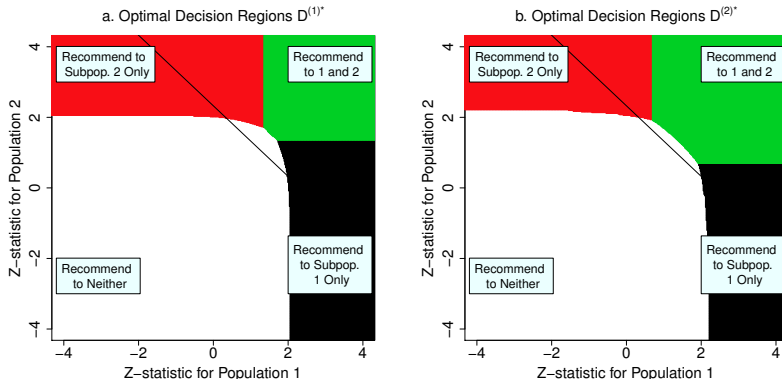 a. Optimal Decision Regions D(1)*
Recommend to
Subpop. 2 Only
Recommend
to 1 and 2
Recommend
to Neither
Recommend
to Subpop.
1 Only
Z−statistic for Population 2
4
2
0
−2
−4
−4
−2
0
2
4
Z−statistic for Population 1
b. Optimal Decision Regions D(2)*
Recommend to
Subpop. 2 Only
Recommend
to 1 and 2
Recommend
to Neither
Recommend
to Subpop.
1 Only
Z−statistic for Population 2
4
2
0
−2
−4
−4
−2
0
2
4
Z−statistic for Population 1